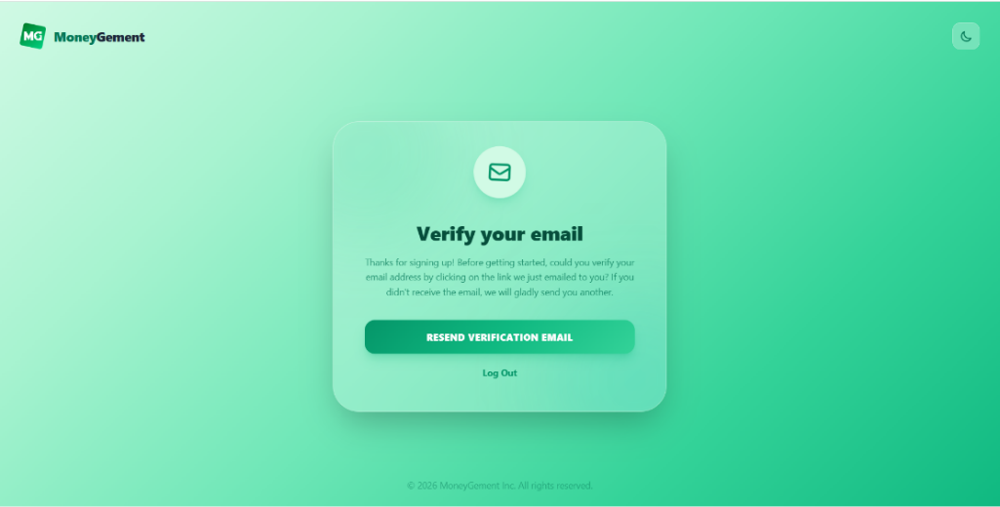 MG MoneyGement
Verify your email
Thanks for signing up! Before getting started, could you verify your
email address by clicking on the link we just emailed to you? If you
didn't receive the email, we will gladly send you another.
RESEND VERIFICATION EMAIL
Log Out
© 2026 MoneyGement Inc. All rights reserved.